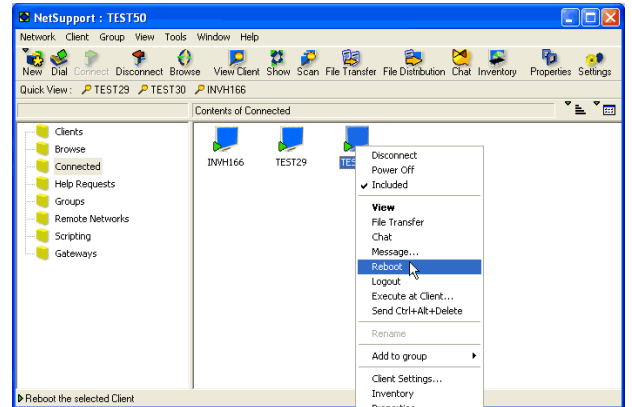 NetSupport : TEST50
Network Client Group View Tools Window Help
New Dial Connect Disconnect Browse View Client Show Scan File Transfer File Distribution Chat Inventory Properties Settings
Quick View : TEST29 TEST30 INVH166
Contents of Connected
Clients
Browse
Connected
Help Requests
Groups
Remote Networks
Scripting
Gateways
INVH166 TEST29 TES
Disconnect
Power Off
Included
View
File Transfer
Chat
Message...
Reboot
Logout
Execute at Client...
Send Ctrl+Alt+Delete
Rename
Add to group
Client Settings...
Inventory
Reboot the selected Client